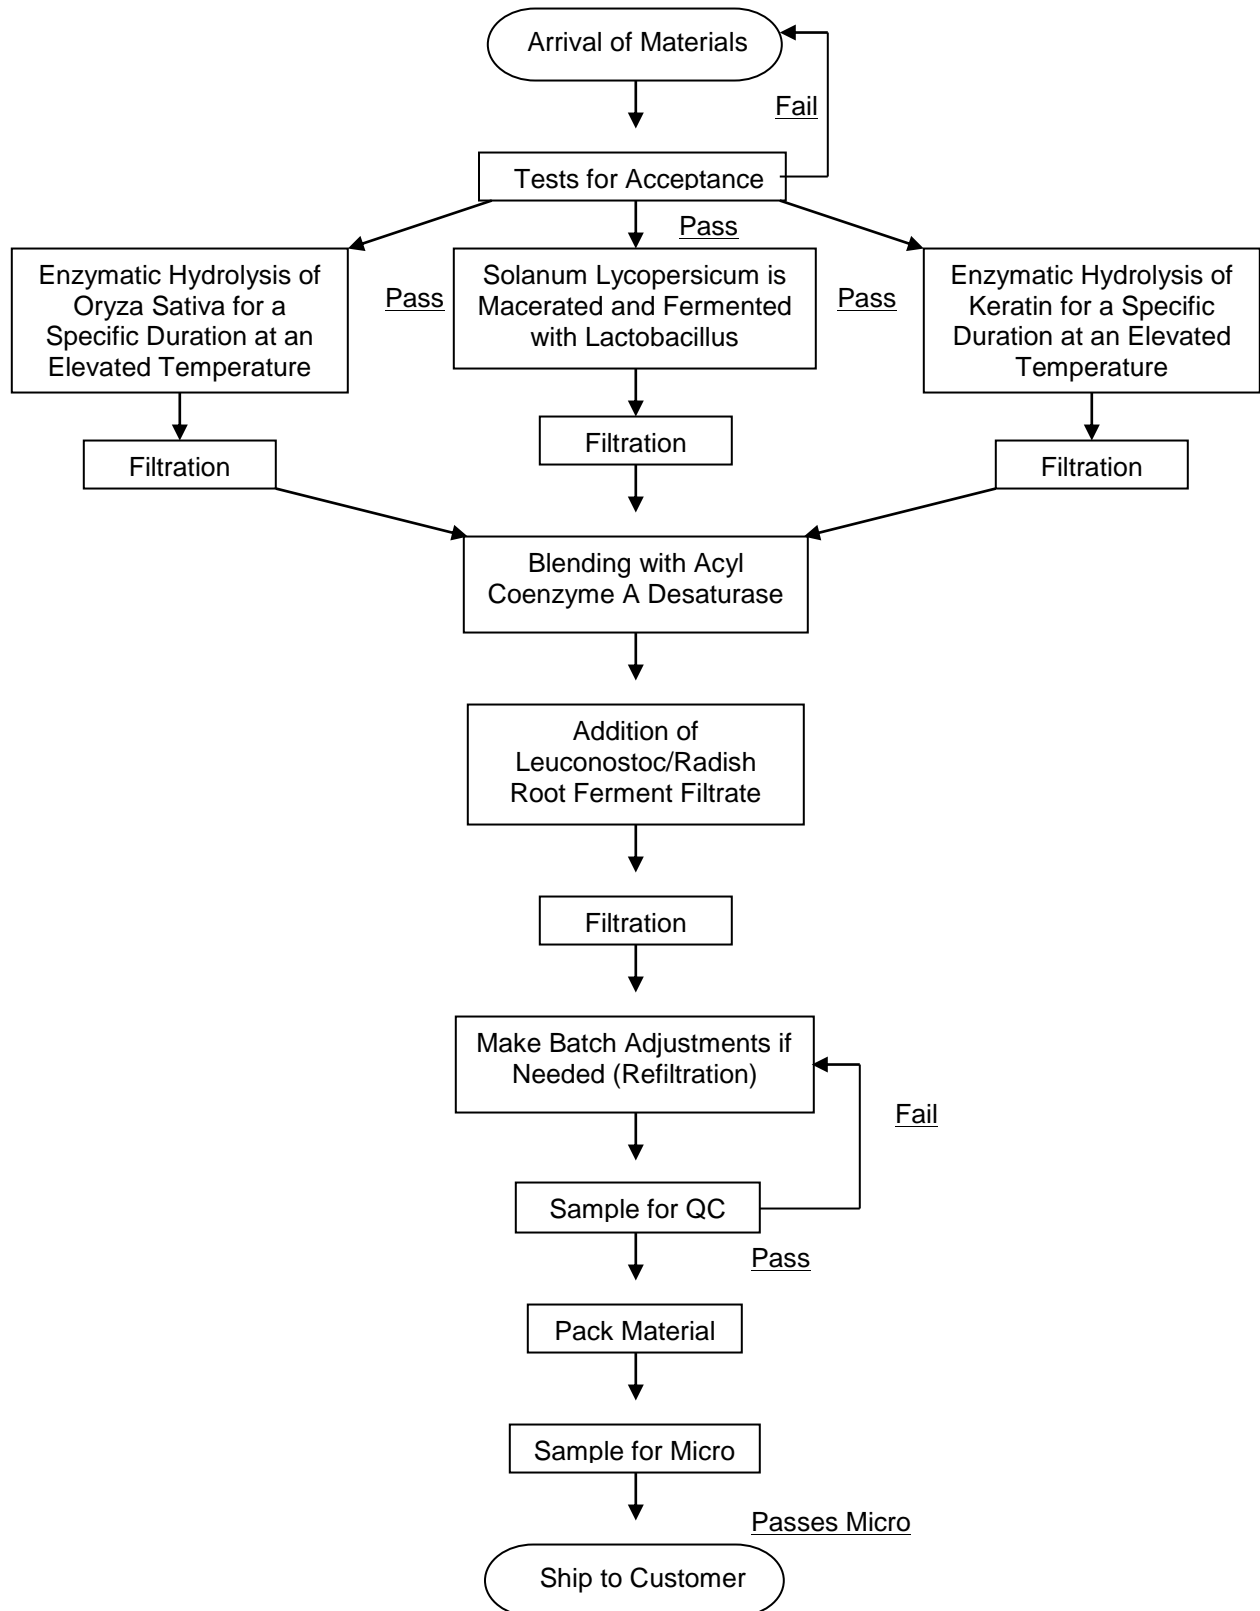 Arrival of Materials
Fail
Tests for Acceptance
Pass
Enzymatic Hydrolysis of
Oryza Sativa for a
Specific Duration at an
Elevated Temperature
Pass
Solanum Lycopersicum is
Macerated and Fermented
with Lactobacillus
Pass
Enzymatic Hydrolysis of
Keratin for a Specific
Duration at an Elevated
Temperature
Filtration
Filtration
Filtration
Blending with Acyl
Coenzyme A Desaturase
Addition of
Leuconostoc/Radish
Root Ferment Filtrate
Filtration
Make Batch Adjustments if
Needed (Refiltration)
Fail
Sample for QC
Pass
Pack Material
Sample for Micro
Passes Micro
Ship to Customer